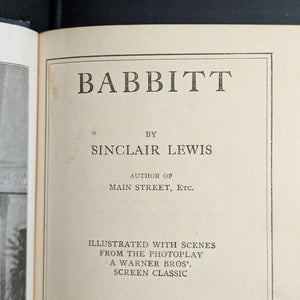 BABBITT
BY
SINCLAIR LEWIS
AUTHOR OF
MAIN STREET, Etc.
ILLUSTRATED WITH SCENES
FROM THE PHOTOPLAY
A WARNER BROS'.
SCREEN CLASSIC